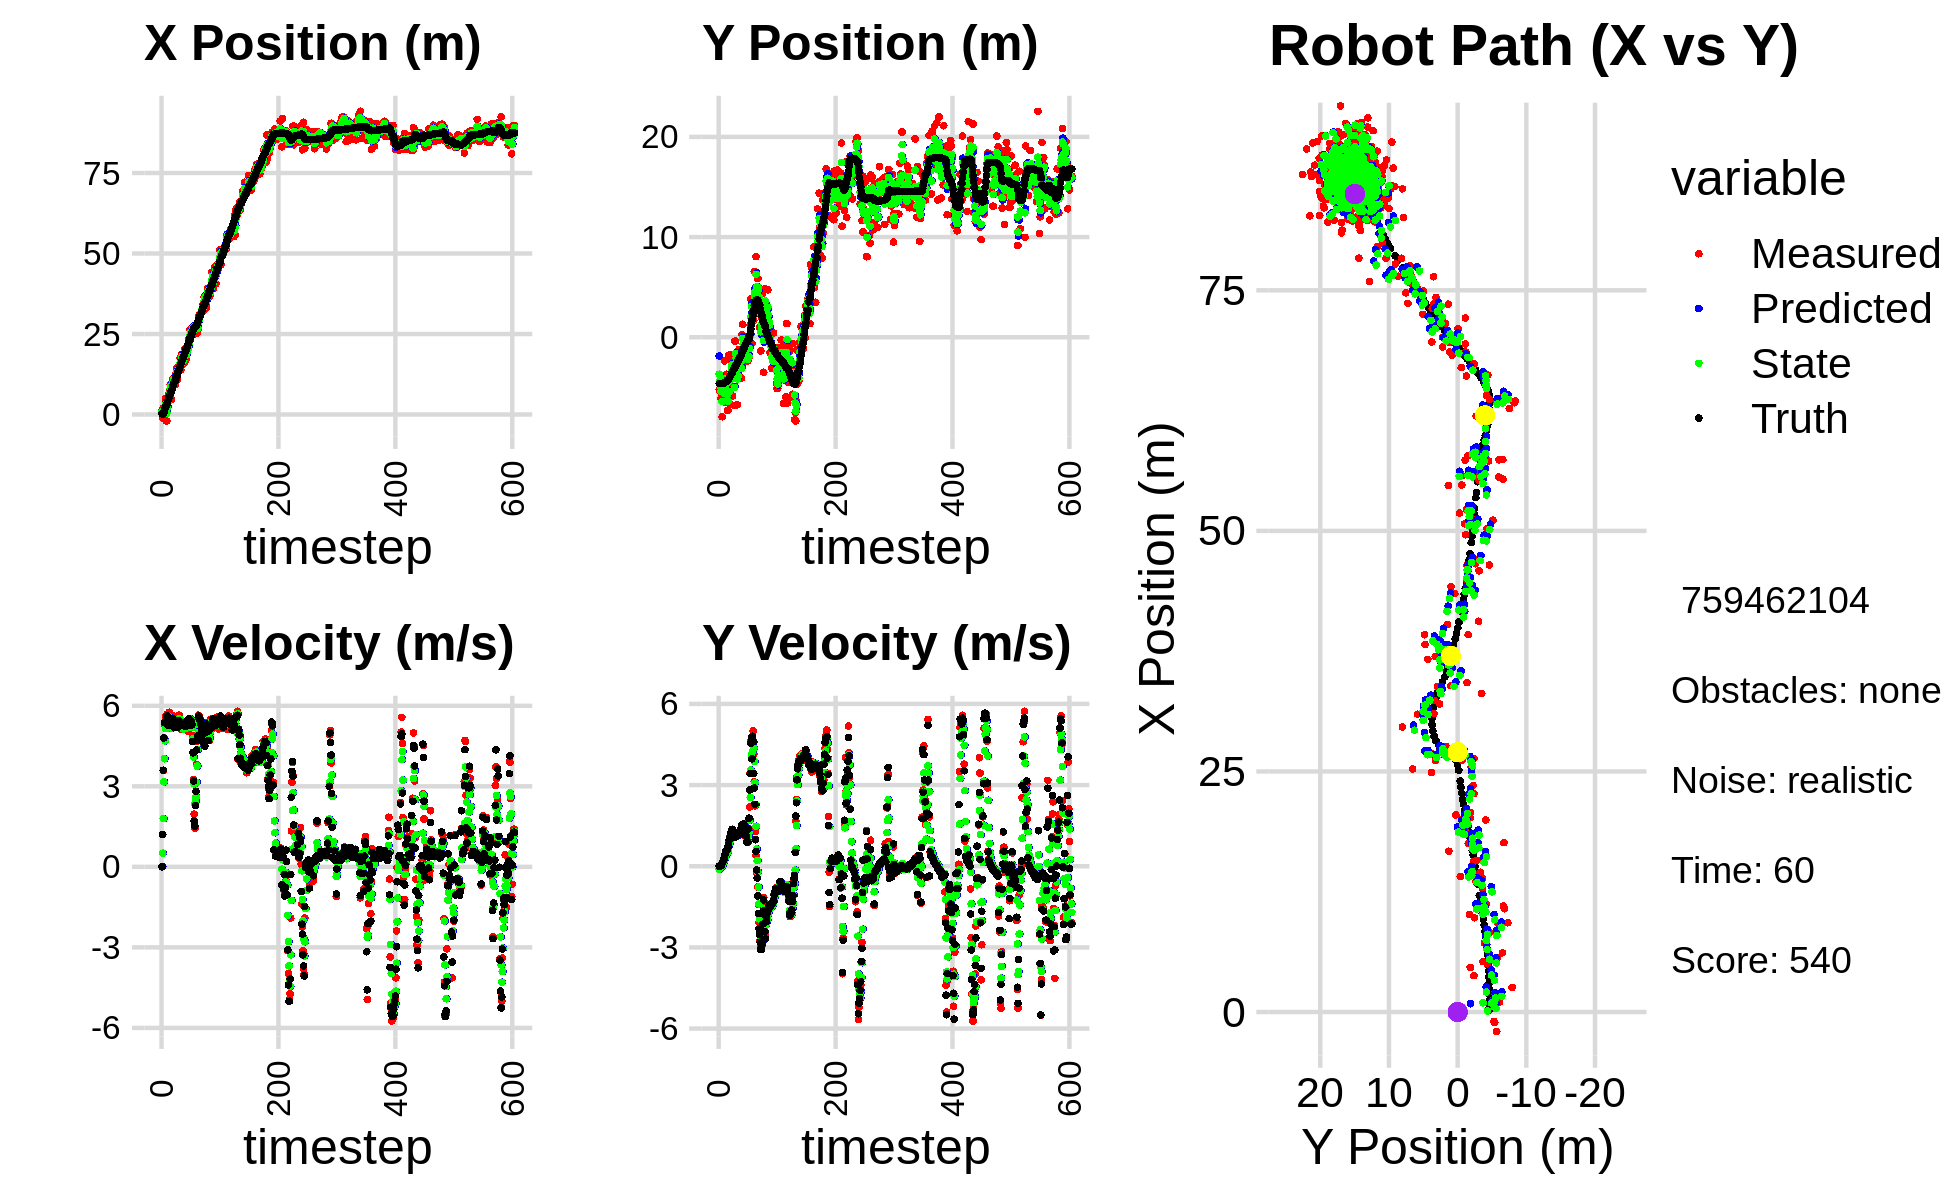 X Position (m)
75
50
25
0
0
200
400
600
timestep
Y Position (m)
20
10
0
0
200
400
600
timestep
X Velocity (m/s)
6
3
0
-3
-6
0
200
400
600
timestep
Y Velocity (m/s)
6
3
0
-3
-6
0
200
400
600
timestep
Robot Path (X vs Y)
X Position (m)
75
50
25
0
20 10 0 -10 -20
Y Position (m)
variable
Measured
Predicted
State
Truth
759462104
Obstacles: none
Noise: realistic
Time: 60
Score: 540